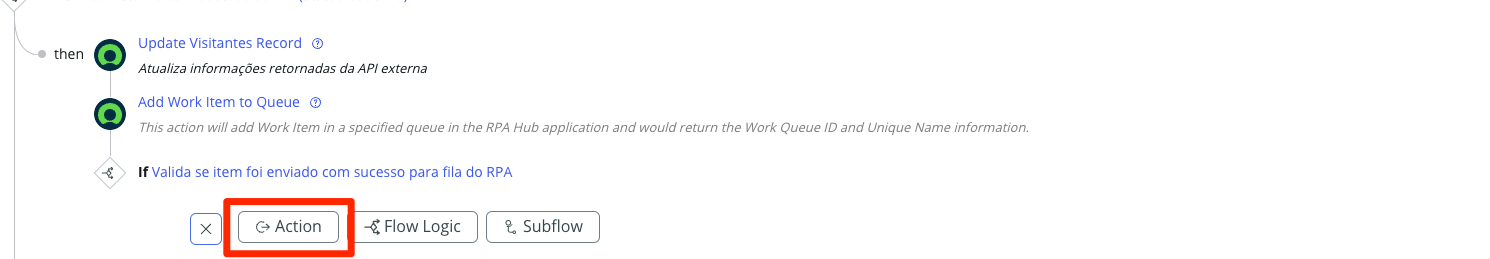 then
Update Visitantes Record
Atualiza informações retornadas da API externa
Add Work Item to Queue
This action will add Work Item in a specified queue in the RPA Hub application and would return the Work Queue ID and Unique Name information.
If Valida se item foi enviado com sucesso para fila do RPA
Action Flow Logic Subflow